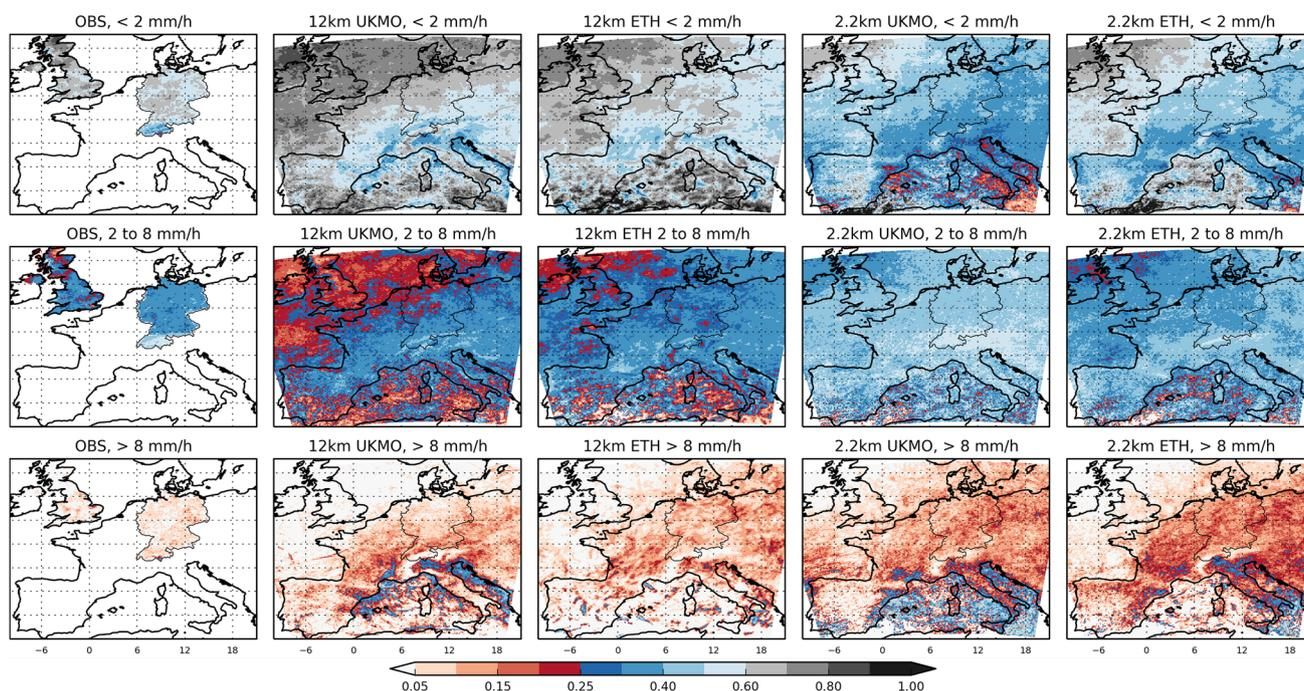 OBS, < 2 mm/h
12km UKMO, < 2 mm/h
12km ETH < 2 mm/h
2.2km UKMO, < 2 mm/h
2.2km ETH, < 2 mm/h
OBS, 2 to 8 mm/h
12km UKMO, 2 to 8 mm/h
12km ETH 2 to 8 mm/h
2.2km UKMO, 2 to 8 mm/h
2.2km ETH, 2 to 8 mm/h
OBS, > 8 mm/h
12km UKMO, > 8 mm/h
12km ETH > 8 mm/h
2.2km UKMO, > 8 mm/h
2.2km ETH, > 8 mm/h
−6 0 6 12 18 −6 0 6 12 18 −6 0 6 12 18 −6 0 6 12 18 −6 0 6 12 18
0.05 0.15 0.25 0.40 0.60 0.80 1.00